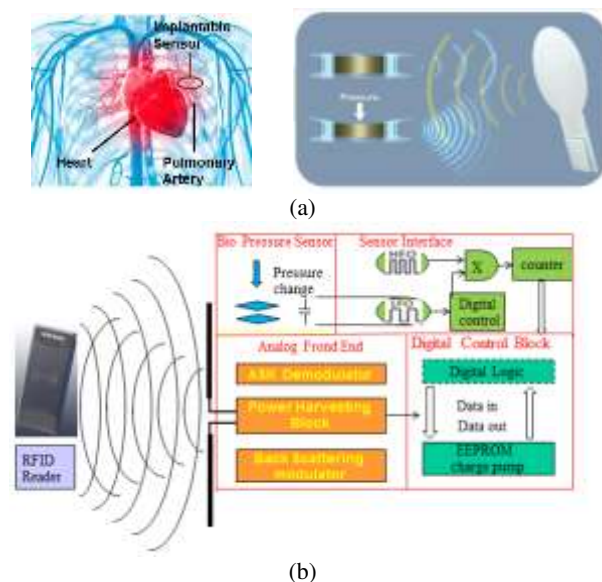 Implantable
Sensor
Heart
Pulmonary
Artery
Pressure
(a)
Bio Pressure Sensor
Sensor Interface
Pressure
change
HFO
X
counter
LFO
Digital
control
Analog Frond End
Digital Control Block
ASK Demodulator
Digital Logic
Power Harvesting
Block
Data in
Data out
Back Scattering
modulator
EEPROM
charge pump
RFID
Reader
(b)